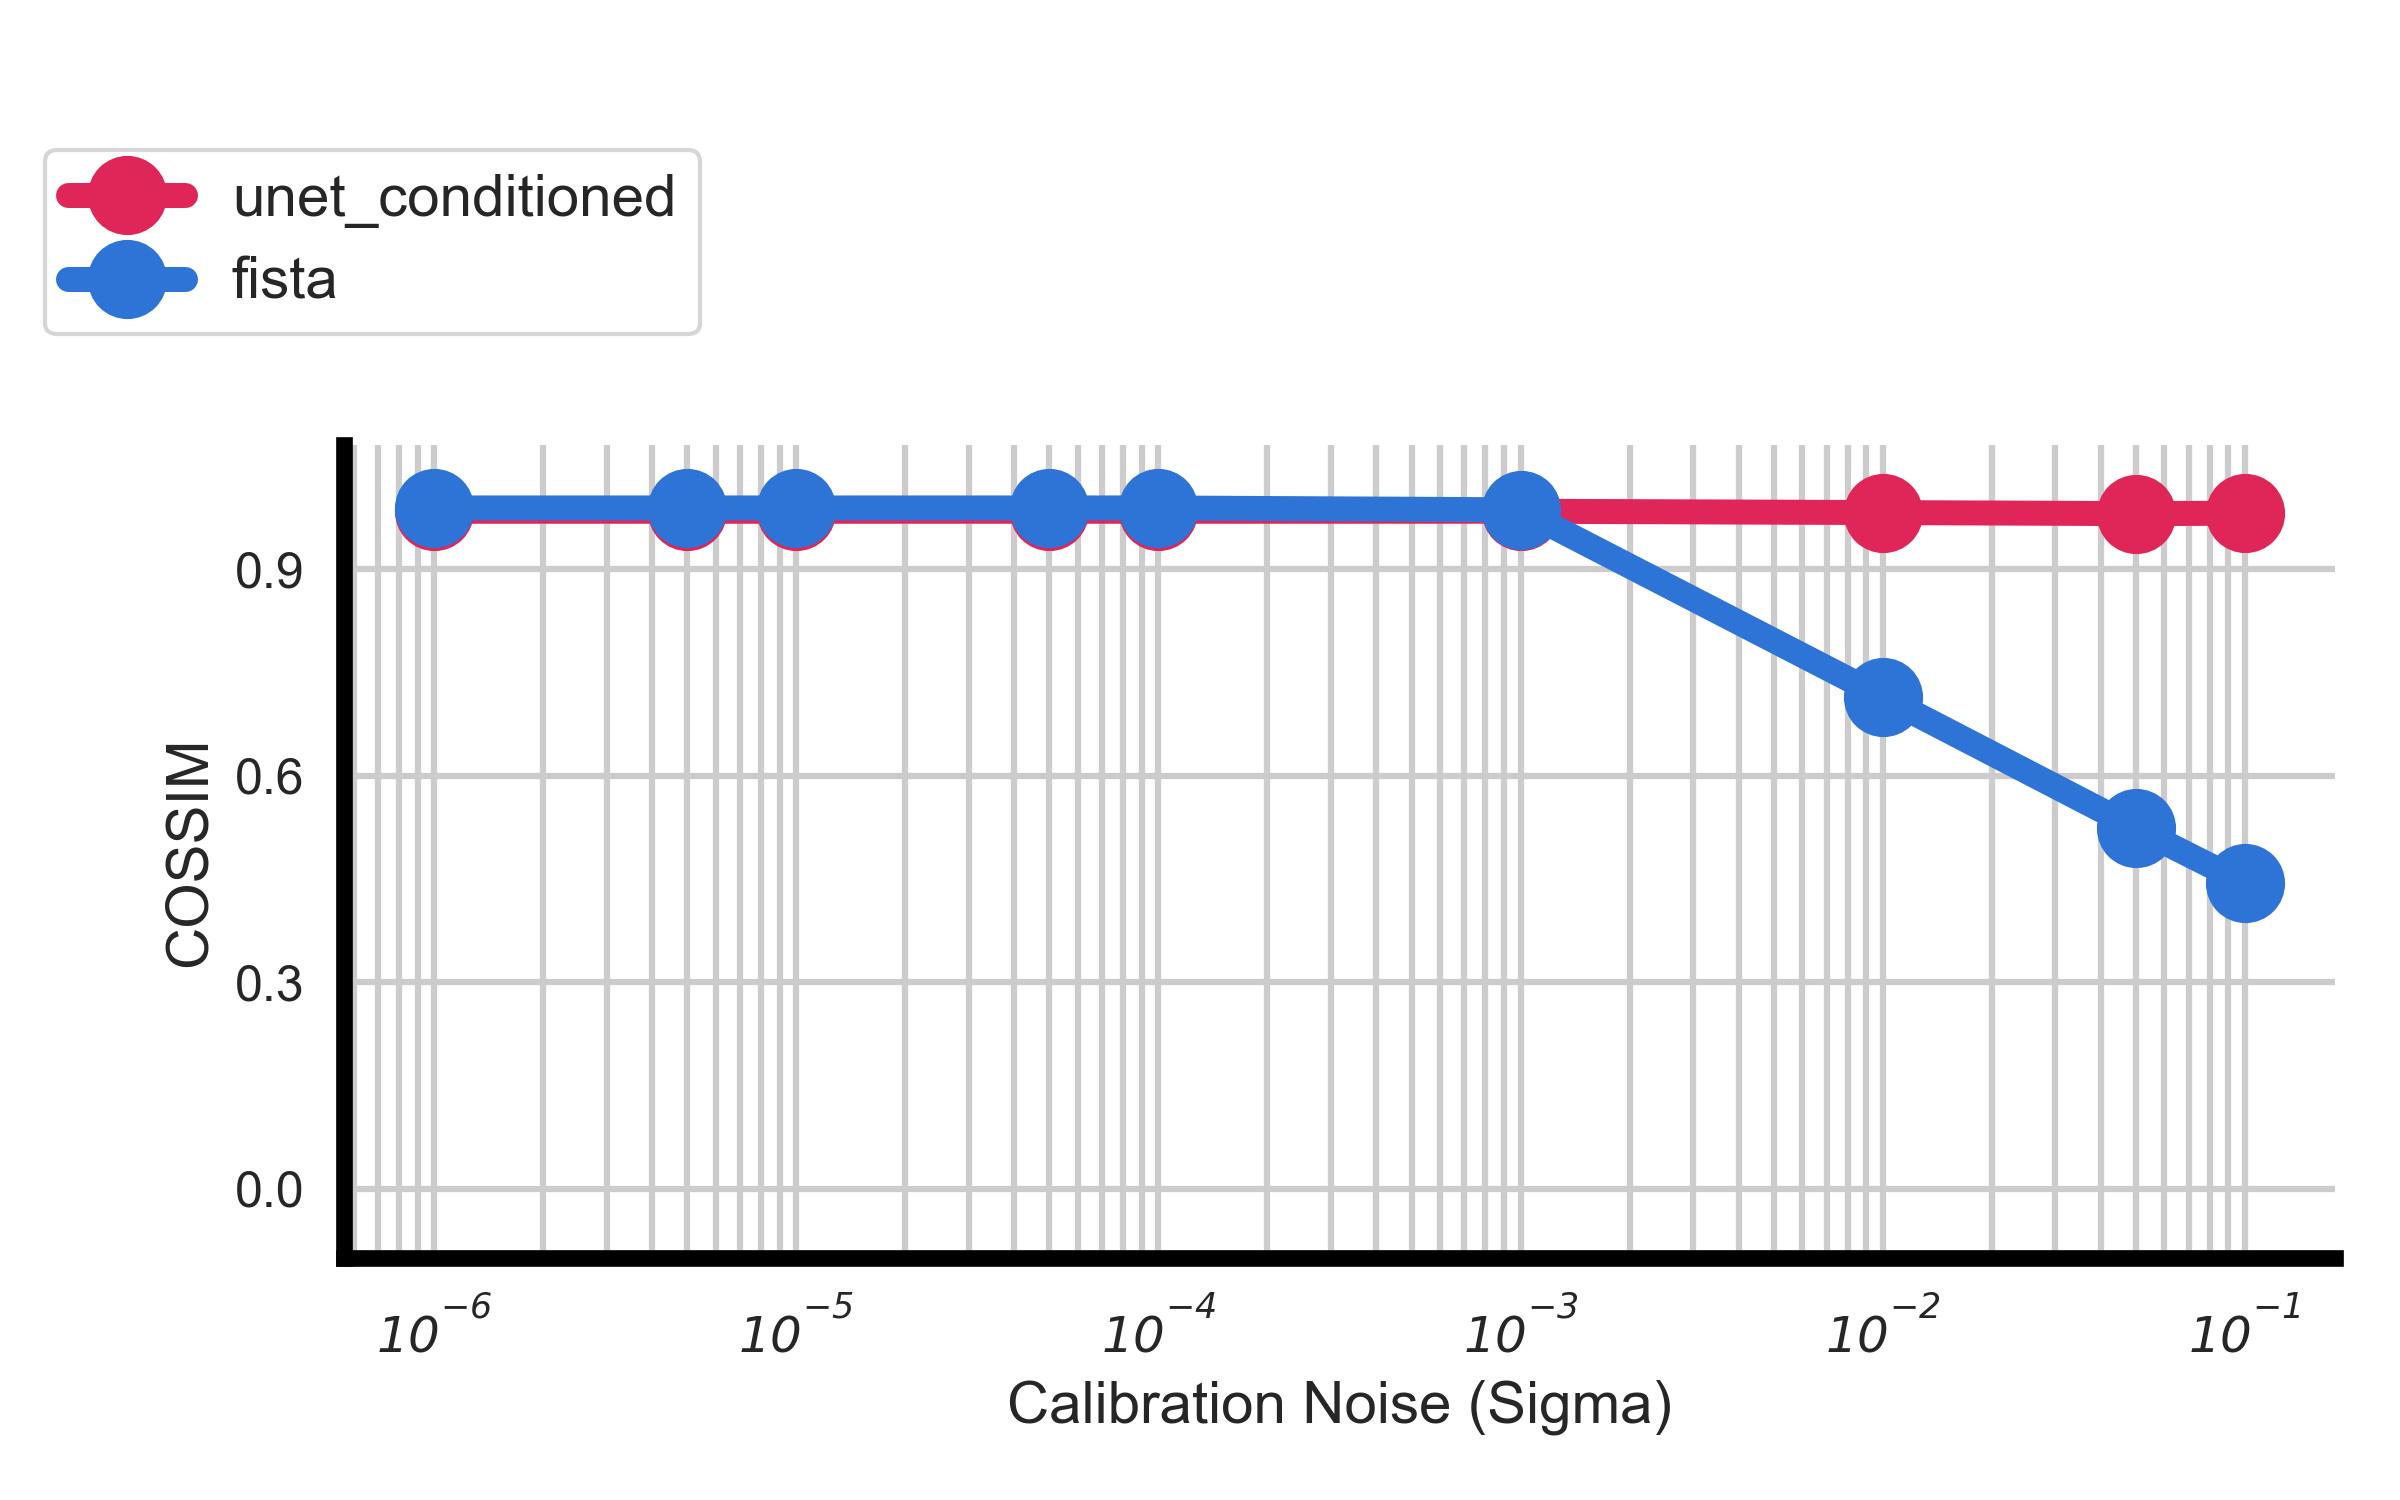 unet_conditioned
fista
0.9
0.6
0.3
0.0
COSSIM
10⁻⁶ 10⁻⁵ 10⁻⁴ 10⁻³ 10⁻² 10⁻¹
Calibration Noise (Sigma)